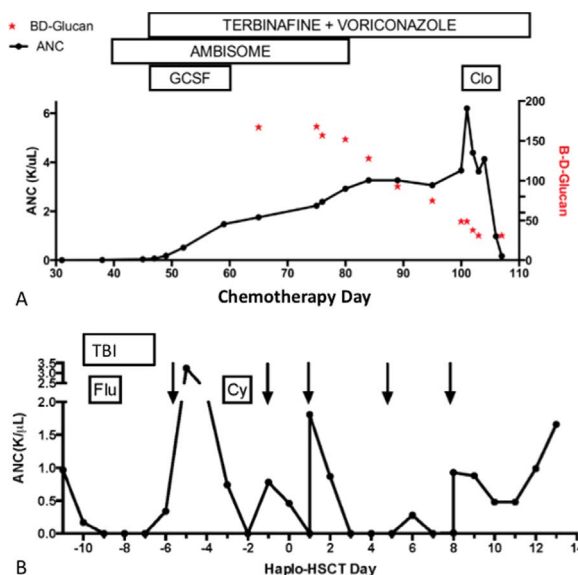 BD-Glucan
ANC
TERBINAFINE + VORICONAZOLE
AMBISOME
GCSF
Clo
ANC (K/uL)
6
4
2
0
200
150
100
50
0
B-D-Glucan
31 40 50 60 70 80 90 100 110
A
Chemotherapy Day
TBI
Flu
Cy
ANC(K/μL)
3.5
3.0
2.5
2.0
1.5
1.0
0.5
0.0
-10 -8 -6 -4 -2 0 2 4 6 8 10 12 14
B
Haplo-HSCT Day